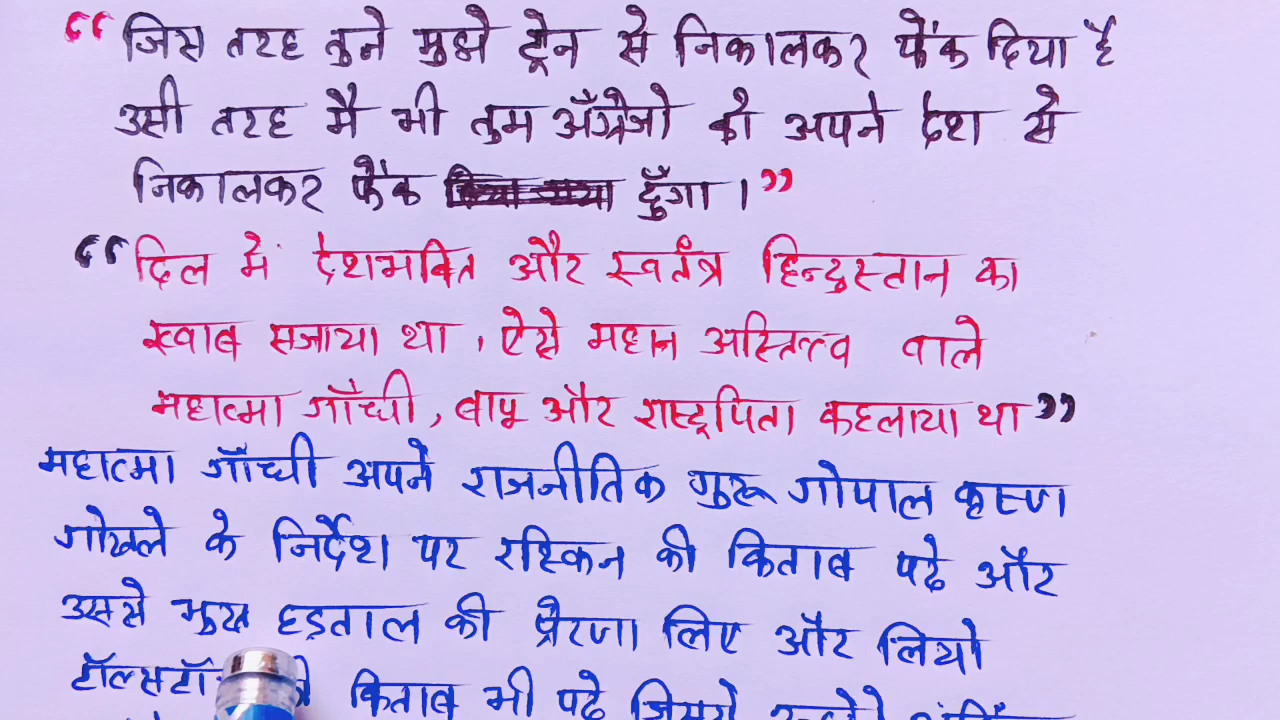 “जिस तरह तुने मुझे ट्रेन से निकालकर फेंक दिया है
उसी तरह मै भी तुम अँग्रेजो को अपने देश से
निकालकर फेंक दुँगा।”
“दिल में देशभक्ति और स्वतंत्र हिन्दुस्तान का
ख्वाब सजाया था, ऐसे महान अस्तित्व वाले
महात्मा गाँधी, बापू और राष्ट्रपिता कहलाया था”
महात्मा गाँधी अपने राजनीतिक गुरू गोपाल कृष्ण
गोखले के निर्देश पर रस्किन की किताब पढे और
उससे भुख हड़ताल की प्रेरणा लिए और लियो
किताब भी पढे जिससे